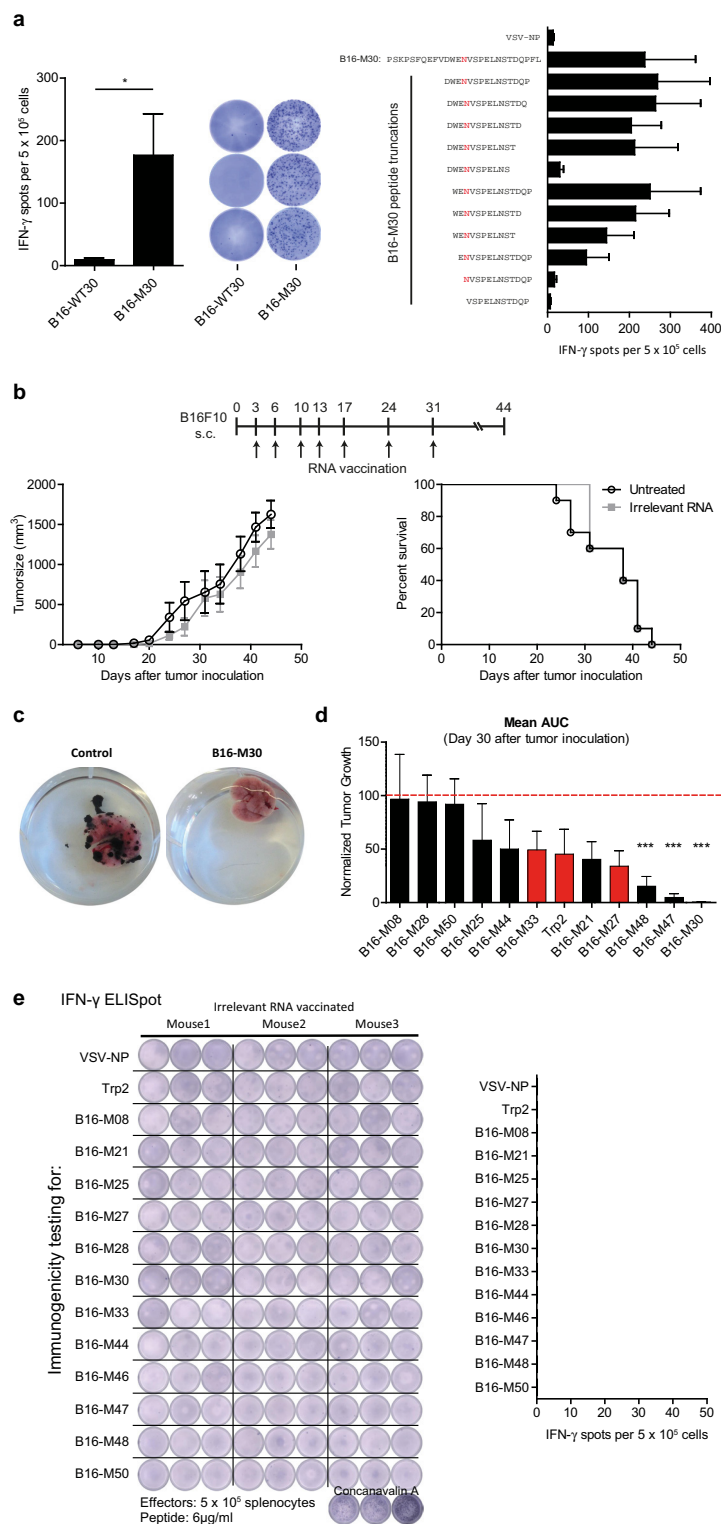 a
IFN-γ spots per 5 x 10⁵ cells
300
200
100
0
*
B16-WT30
B16-M30
B16-WT30
B16-M30
VSV-NP
B16-M30: PSKPSFQEFVDWENVSPELNSTDQPFL
B16-M30 peptide truncations
DWENVSPELNSTDQP
DWENVSPELNSTDQ
DWENVSPELNSTD
DWENVSPELNST
DWENVSPELNS
WENVSPELNSTDQP
WENVSPELNSTD
WENVSPELNST
ENVSPELNSTDQP
NVSPELNSTDQP
VSPELNSTDQP
0 100 200 300 400
IFN-γ spots per 5 x 10⁵ cells
b
B16F10
s.c.
0 3 6 10 13 17 24 31 44
RNA vaccination
Tumorsize (mm³)
2000
1500
1000
500
0
10 20 30 40 50
Days after tumor inoculation
Percent survival
100
80
60
40
20
0
0 10 20 30 40 50
Days after tumor inoculation
Untreated
Irrelevant RNA
c
Control
B16-M30
d
Mean AUC
(Day 30 after tumor inoculation)
Normalized Tumor Growth
150
100
50
0
*** *** ***
B16-M08
B16-M28
B16-M50
B16-M25
B16-M44
B16-M33
Trp2
B16-M21
B16-M27
B16-M48
B16-M47
B16-M30
e
IFN-γ ELISpot
Irrelevant RNA vaccinated
Mouse1 Mouse2 Mouse3
Immunogenicity testing for:
VSV-NP
Trp2
B16-M08
B16-M21
B16-M25
B16-M27
B16-M28
B16-M30
B16-M33
B16-M44
B16-M46
B16-M47
B16-M48
B16-M50
Effectors: 5 x 10⁵ splenocytes
Peptide: 6µg/ml
Concanavalin A
VSV-NP
Trp2
B16-M08
B16-M21
B16-M25
B16-M27
B16-M28
B16-M30
B16-M33
B16-M44
B16-M46
B16-M47
B16-M48
B16-M50
0 10 20 30 40 50
IFN-γ spots per 5 x 10⁵ cells